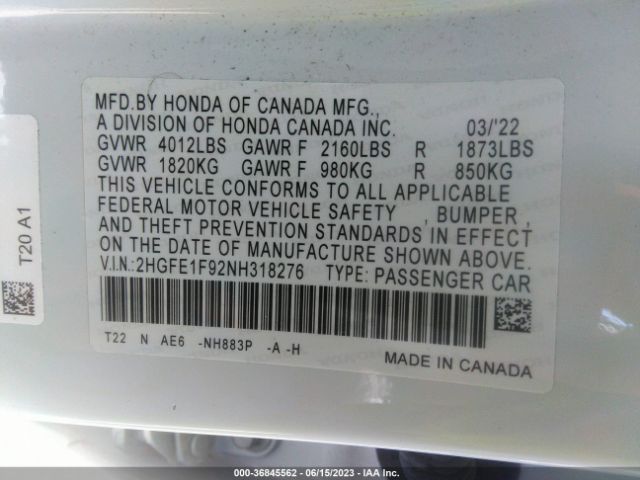 MFD.BY HONDA OF CANADA MFG.,
A DIVISION OF HONDA CANADA INC. 03/'22
GVWR 4012LBS GAWR F 2160LBS R 1873LBS
GVWR 1820KG GAWR F 980KG R 850KG
THIS VEHICLE CONFORMS TO ALL APPLICABLE
FEDERAL MOTOR VEHICLE SAFETY , BUMPER ,
AND THEFT PREVENTION STANDARDS IN EFFECT
ON THE DATE OF MANUFACTURE SHOWN ABOVE.
V.I.N.:2HGFE1F92NH318276 TYPE: PASSENGER CAR
T22 N AE6 -NH883P -A -H
MADE IN CANADA
T20 A1
000-36845562 - 06/15/2023 - IAA Inc.